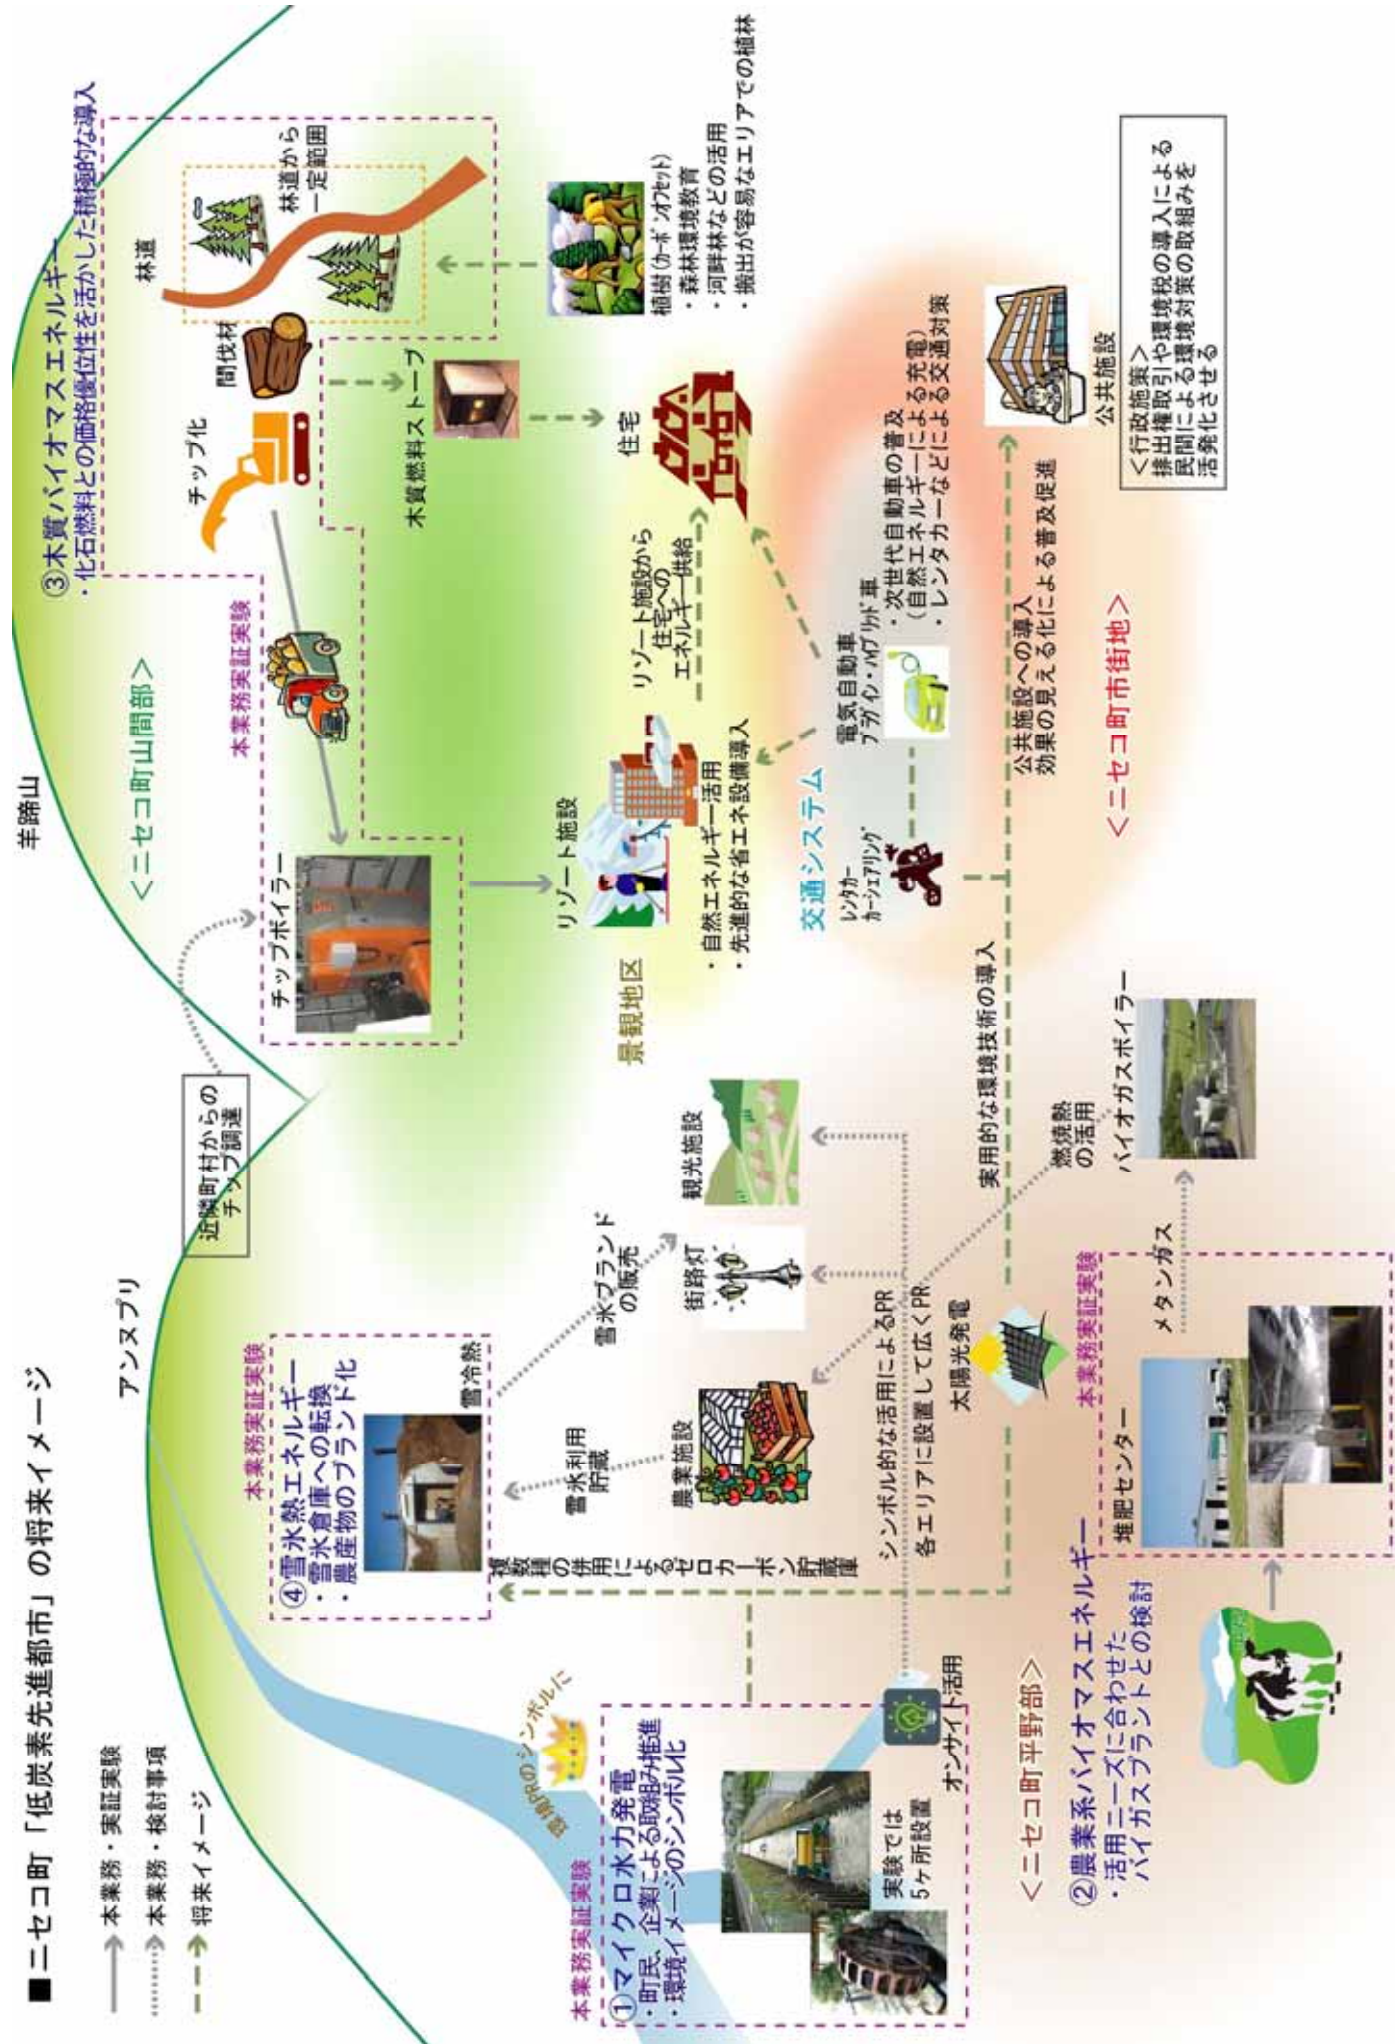 ■ニセコ町「低炭素先進都市」の将来イメージ
本業務・実証実験
本業務・検討事項
将来イメージ
アンヌプリ
羊蹄山
近隣町村からの
チップ調達
＜ニセコ町山間部＞
③木質バイオマスエネルギー
・化石燃料との価格優位性を活かした積極的な導入
本業務実証実験
チップボイラー
チップ化
間伐材
林道
林道から
一定範囲
木質燃料ストーブ
植樹(カーボンオフセット)
・森林環境教育
・河畔林などの活用
・搬出が容易なエリアでの植林
本業務実証実験
④雪氷熱エネルギー
・雪氷倉庫への転換
・農産物のブランド化
雪冷熱
雪氷利用
貯蔵
雪氷ブランド
の販売
農業施設
街路灯
観光施設
複数種の併用によるゼロカーボン貯蔵庫
景観地区
リゾート施設
・自然エネルギー活用
・先進的な省エネ設備導入
リゾート施設から
住宅への
エネルギー供給
住宅
環境PRのシンボルに
本業務実証実験
①マイクロ水力発電
・町民、企業による取組み推進
・環境イメージのシンボル化
実験では
5ヶ所設置
オンサイト活用
シンボル的な活用によるPR
各エリアに設置して広くPR
太陽光発電
実用的な環境技術の導入
交通システム
レンタカー
カーシェアリング
電気自動車
プラグイン・ハイブリッド車
・次世代自動車の普及
（自然エネルギーによる充電）
・レンタカーなどによる交通対策
公共施設への導入
効果の見える化による普及促進
公共施設
＜ニセコ町市街地＞
＜行政施策＞
排出権取引や環境税の導入による
民間による環境対策の取組みを
活発化させる
＜ニセコ町平野部＞
②農業系バイオマスエネルギー
・活用ニーズに合わせた
バイガスプラントとの検討
本業務実証実験
堆肥センター
メタンガス
燃焼熱
の活用
バイオガスボイラー